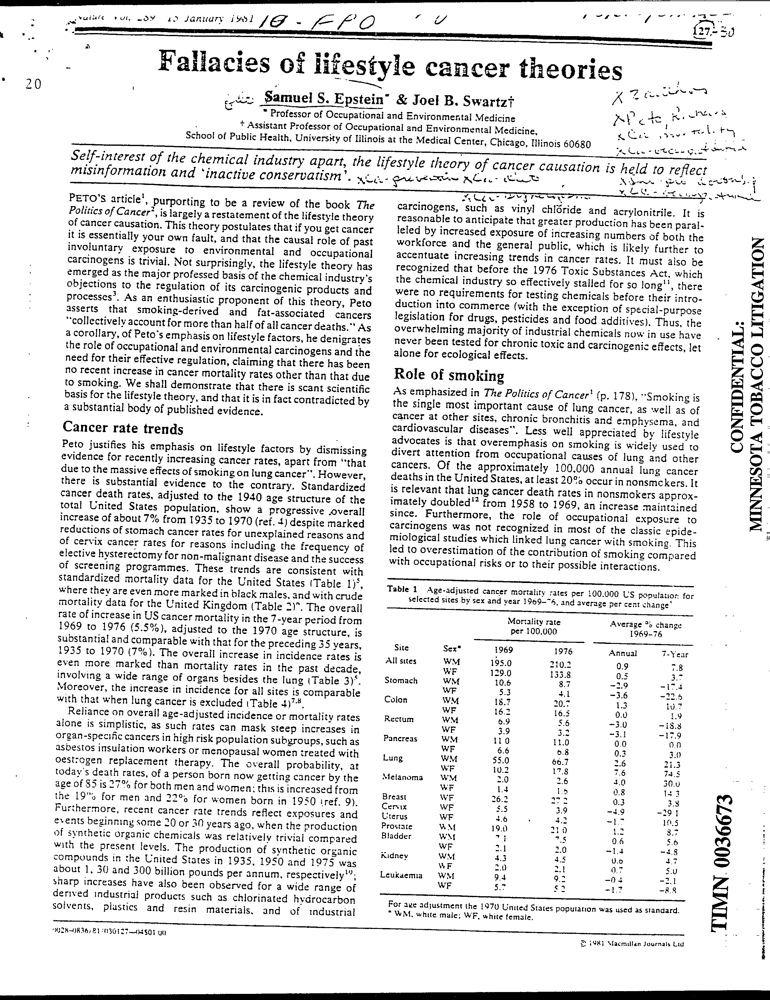 Vol. 289 15 January 1981
127-30
20
Fallacies of lifestyle cancer theories
Samuel S. Epstein* & Joel B. Swartz†
* Professor of Occupational and Environmental Medicine
† Assistant Professor of Occupational and Environmental Medicine,
School of Public Health, University of Illinois at the Medical Center, Chicago, Illinois 60680
Self-interest of the chemical industry apart, the lifestyle theory of cancer causation is held to reflect
misinformation and 'inactive conservatism'.
PETO'S article¹, purporting to be a review of the book The
Politics of Cancer², is largely a restatement of the lifestyle theory
of cancer causation. This theory postulates that if you get cancer
it is essentially your own fault, and that the causal role of past
involuntary exposure to environmental and occupational
carcinogens is trivial. Not surprisingly, the lifestyle theory has
emerged as the major professed basis of the chemical industry's
objections to the regulation of its carcinogenic products and
processes³. As an enthusiastic proponent of this theory, Peto
asserts that smoking-derived and fat-associated cancers
"collectively account for more than half of all cancer deaths." As
a corollary, of Peto's emphasis on lifestyle factors, he denigrates
the role of occupational and environmental carcinogens and the
need for their effective regulation, claiming that there has been
no recent increase in cancer mortality rates other than that due
to smoking. We shall demonstrate that there is scant scientific
basis for the lifestyle theory, and that it is in fact contradicted by
a substantial body of published evidence.
Cancer rate trends
Peto justifies his emphasis on lifestyle factors by dismissing
evidence for recently increasing cancer rates, apart from "that
due to the massive effects of smoking on lung cancer". However,
there is substantial evidence to the contrary. Standardized
cancer death rates, adjusted to the 1940 age structure of the
total United States population, show a progressive overall
increase of about 7% from 1935 to 1970 (ref. 4) despite marked
reductions of stomach cancer rates for unexplained reasons and
of cervix cancer rates for reasons including the frequency of
elective hysterectomy for non-malignant disease and the success
of screening programmes. These trends are consistent with
standardized mortality data for the United States (Table 1)⁵,
where they are even more marked in black males, and with crude
mortality data for the United Kingdom (Table 2)⁶. The overall
rate of increase in US cancer mortality in the 7-year period from
1969 to 1976 (5.5%), adjusted to the 1970 age structure, is
substantial and comparable with that for the preceding 35 years,
1935 to 1970 (7%). The overall increase in incidence rates is
even more marked than mortality rates in the past decade,
involving a wide range of organs besides the lung (Table 3)⁵.
Moreover, the increase in incidence for all sites is comparable
with that when lung cancer is excluded (Table 4)⁷,⁸.
Reliance on overall age-adjusted incidence or mortality rates
alone is simplistic, as such rates can mask steep increases in
organ-specific cancers in high risk population subgroups, such as
asbestos insulation workers or menopausal women treated with
oestrogen replacement therapy. The overall probability, at
today's death rates, of a person born now getting cancer by the
age of 85 is 27% for both men and women; this is increased from
the 19% for men and 22% for women born in 1950 (ref. 9).
Furthermore, recent cancer rate trends reflect exposures and
events beginning some 20 or 30 years ago, when the production
of synthetic organic chemicals was relatively trivial compared
with the present levels. The production of synthetic organic
compounds in the United States in 1935, 1950 and 1975 was
about 1, 30 and 300 billion pounds per annum, respectively¹⁰;
sharp increases have also been observed for a wide range of
derived industrial products such as chlorinated hydrocarbon
solvents, plastics and resin materials, and of industrial
carcinogens, such as vinyl chloride and acrylonitrile. It is
reasonable to anticipate that greater production has been paral-
leled by increased exposure of increasing numbers of both the
workforce and the general public, which is likely further to
accentuate increasing trends in cancer rates. It must also be
recognized that before the 1976 Toxic Substances Act, which
the chemical industry so effectively stalled for so long¹¹, there
were no requirements for testing chemicals before their intro-
duction into commerce (with the exception of special-purpose
legislation for drugs, pesticides and food additives). Thus, the
overwhelming majority of industrial chemicals now in use have
never been tested for chronic toxic and carcinogenic effects, let
alone for ecological effects.
Role of smoking
As emphasized in The Politics of Cancer¹ (p. 178), "Smoking is
the single most important cause of lung cancer, as well as of
cancer at other sites, chronic bronchitis and emphysema, and
cardiovascular diseases". Less well appreciated by lifestyle
advocates is that overemphasis on smoking is widely used to
divert attention from occupational causes of lung and other
cancers. Of the approximately 100,000 annual lung cancer
deaths in the United States, at least 20% occur in nonsmokers. It
is relevant that lung cancer death rates in nonsmokers approx-
imately doubled¹² from 1958 to 1969, an increase maintained
since. Furthermore, the role of occupational exposure to
carcinogens was not recognized in most of the classic epide-
miological studies which linked lung cancer with smoking. This
led to overestimation of the contribution of smoking compared
with occupational risks or to their possible interactions.
Table 1 Age-adjusted cancer mortality rates per 100,000 US population for
selected sites by sex and year 1969-76, and average per cent change
Mortality rate per 100,000 Average % change 1969-76
Site Sex* 1969 1976 Annual 7-Year
All sites WM 195.0 210.2 0.9 7.8
WF 129.0 133.8 0.5 3.7
Stomach WM 10.6 8.7 -2.9 -17.4
WF 5.3 4.1 -3.6 -22.6
Colon WM 18.7 20.7 1.3 10.7
WF 16.2 16.5 0.0 1.9
Rectum WM 6.9 5.6 -3.0 -18.8
WF 3.9 3.2 -3.1 -17.9
Pancreas WM 11.0 11.0 0.0 0.0
WF 6.6 6.8 0.3 3.0
Lung WM 55.0 66.7 2.6 21.3
WF 10.2 17.8 7.6 74.5
Melanoma WM 2.0 2.6 4.0 30.0
WF 1.4 0.8 14.3
Breast WF 26.2 0.3 3.8
Cervix WF 5.5 3.9 -4.9 -29.1
Uterus WF 4.6 4.2
Prostate WM 19.0 21.0 1.2 10.5
Bladder WM
WF 2.1 2.0
Kidney WM 4.3 4.5
WF 2.0 2.1
Leukaemia WM 9.4 9.2
WF
For age adjustment the 1970 United States population was used as standard.
* WM, white male; WF, white female.
© 1981 Macmillan Journals Ltd
CONFIDENTIAL:
MINNESOTA TOBACCO LITIGATION
TIMN 0036673